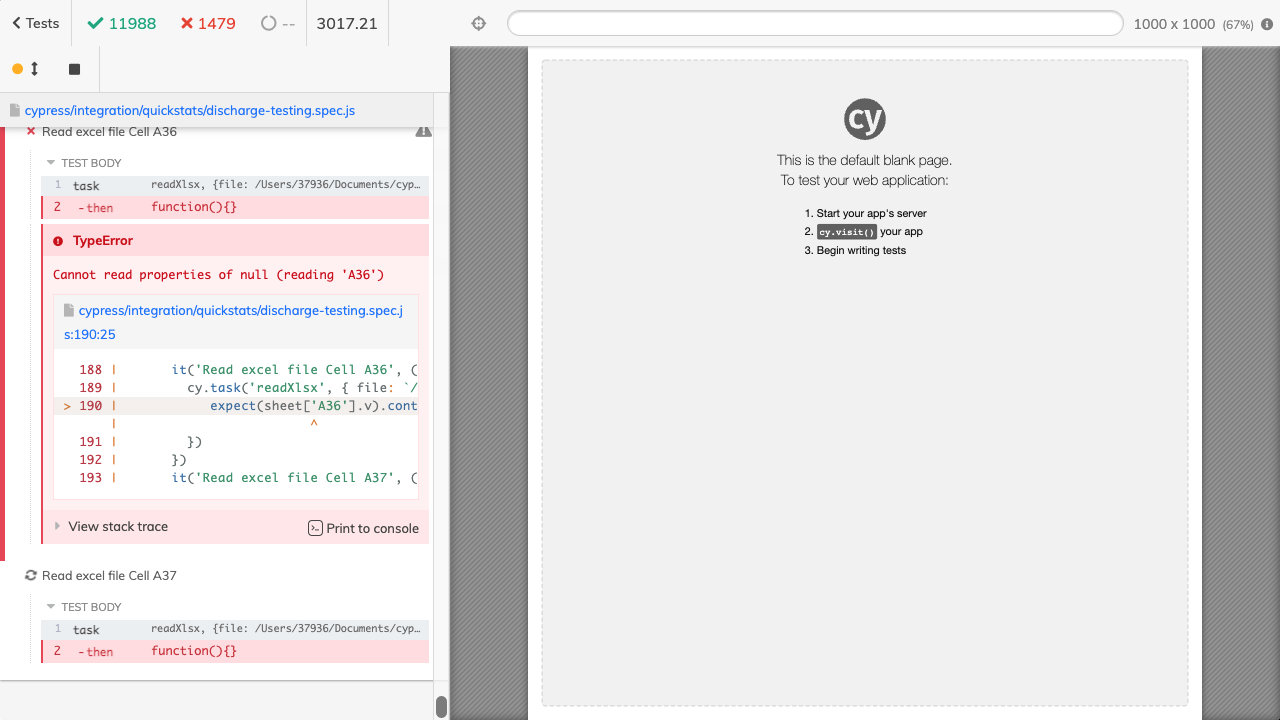 Tests
11988
1479
--
3017.21
1000 x 1000 (67%)
cypress/integration/quickstats/discharge-testing.spec.js
Read excel file Cell A36
TEST BODY
1 task readXlsx, {file: /Users/37936/Documents/cyp…
2 -then function(){}
TypeError
Cannot read properties of null (reading 'A36')
cypress/integration/quickstats/discharge-testing.spec.j
s:190:25
188 | it('Read excel file Cell A36', (
189 | cy.task('readXlsx', { file: `/
> 190 | expect(sheet['A36'].v).cont
| ^
191 | })
192 | })
193 | it('Read excel file Cell A37', (
View stack trace
Print to console
Read excel file Cell A37
TEST BODY
1 task readXlsx, {file: /Users/37936/Documents/cyp…
2 -then function(){}
cy
This is the default blank page.
To test your web application:
1. Start your app's server
2. cy.visit() your app
3. Begin writing tests